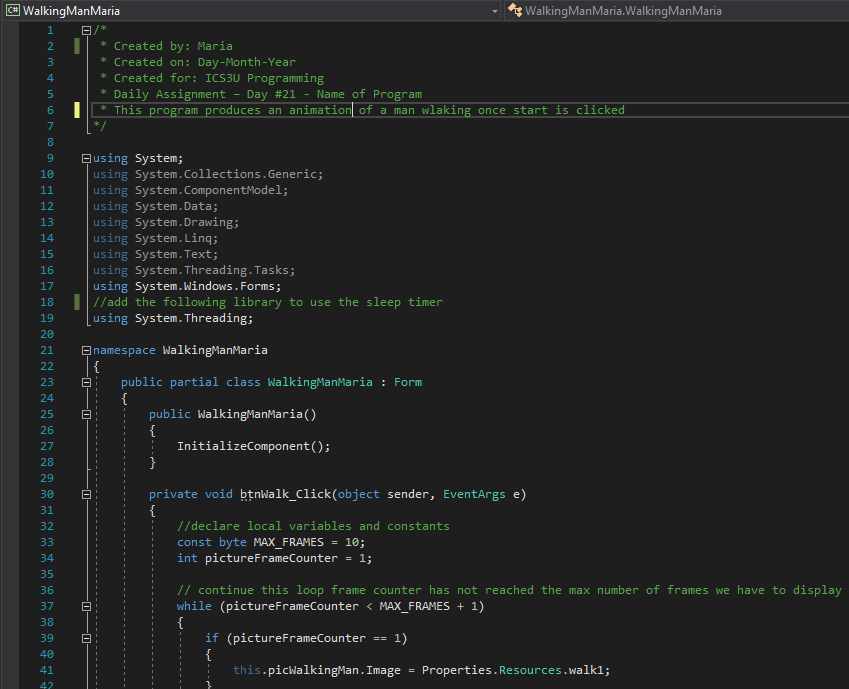 C# WalkingManMaria WalkingManMaria.WalkingManMaria
1 /*
2 * Created by: Maria
3 * Created on: Day-Month-Year
4 * Created for: ICS3U Programming
5 * Daily Assignment – Day #21 - Name of Program
6 * This program produces an animation of a man wlaking once start is clicked
7 */
8
9 using System;
10 using System.Collections.Generic;
11 using System.ComponentModel;
12 using System.Data;
13 using System.Drawing;
14 using System.Linq;
15 using System.Text;
16 using System.Threading.Tasks;
17 using System.Windows.Forms;
18 //add the following library to use the sleep timer
19 using System.Threading;
20
21 namespace WalkingManMaria
22 {
23 public partial class WalkingManMaria : Form
24 {
25 public WalkingManMaria()
26 {
27 InitializeComponent();
28 }
29
30 private void btnWalk_Click(object sender, EventArgs e)
31 {
32 //declare local variables and constants
33 const byte MAX_FRAMES = 10;
34 int pictureFrameCounter = 1;
35
36 // continue this loop frame counter has not reached the max number of frames we have to display
37 while (pictureFrameCounter < MAX_FRAMES + 1)
38 {
39 if (pictureFrameCounter == 1)
40 {
41 this.picWalkingMan.Image = Properties.Resources.walk1;
42 }